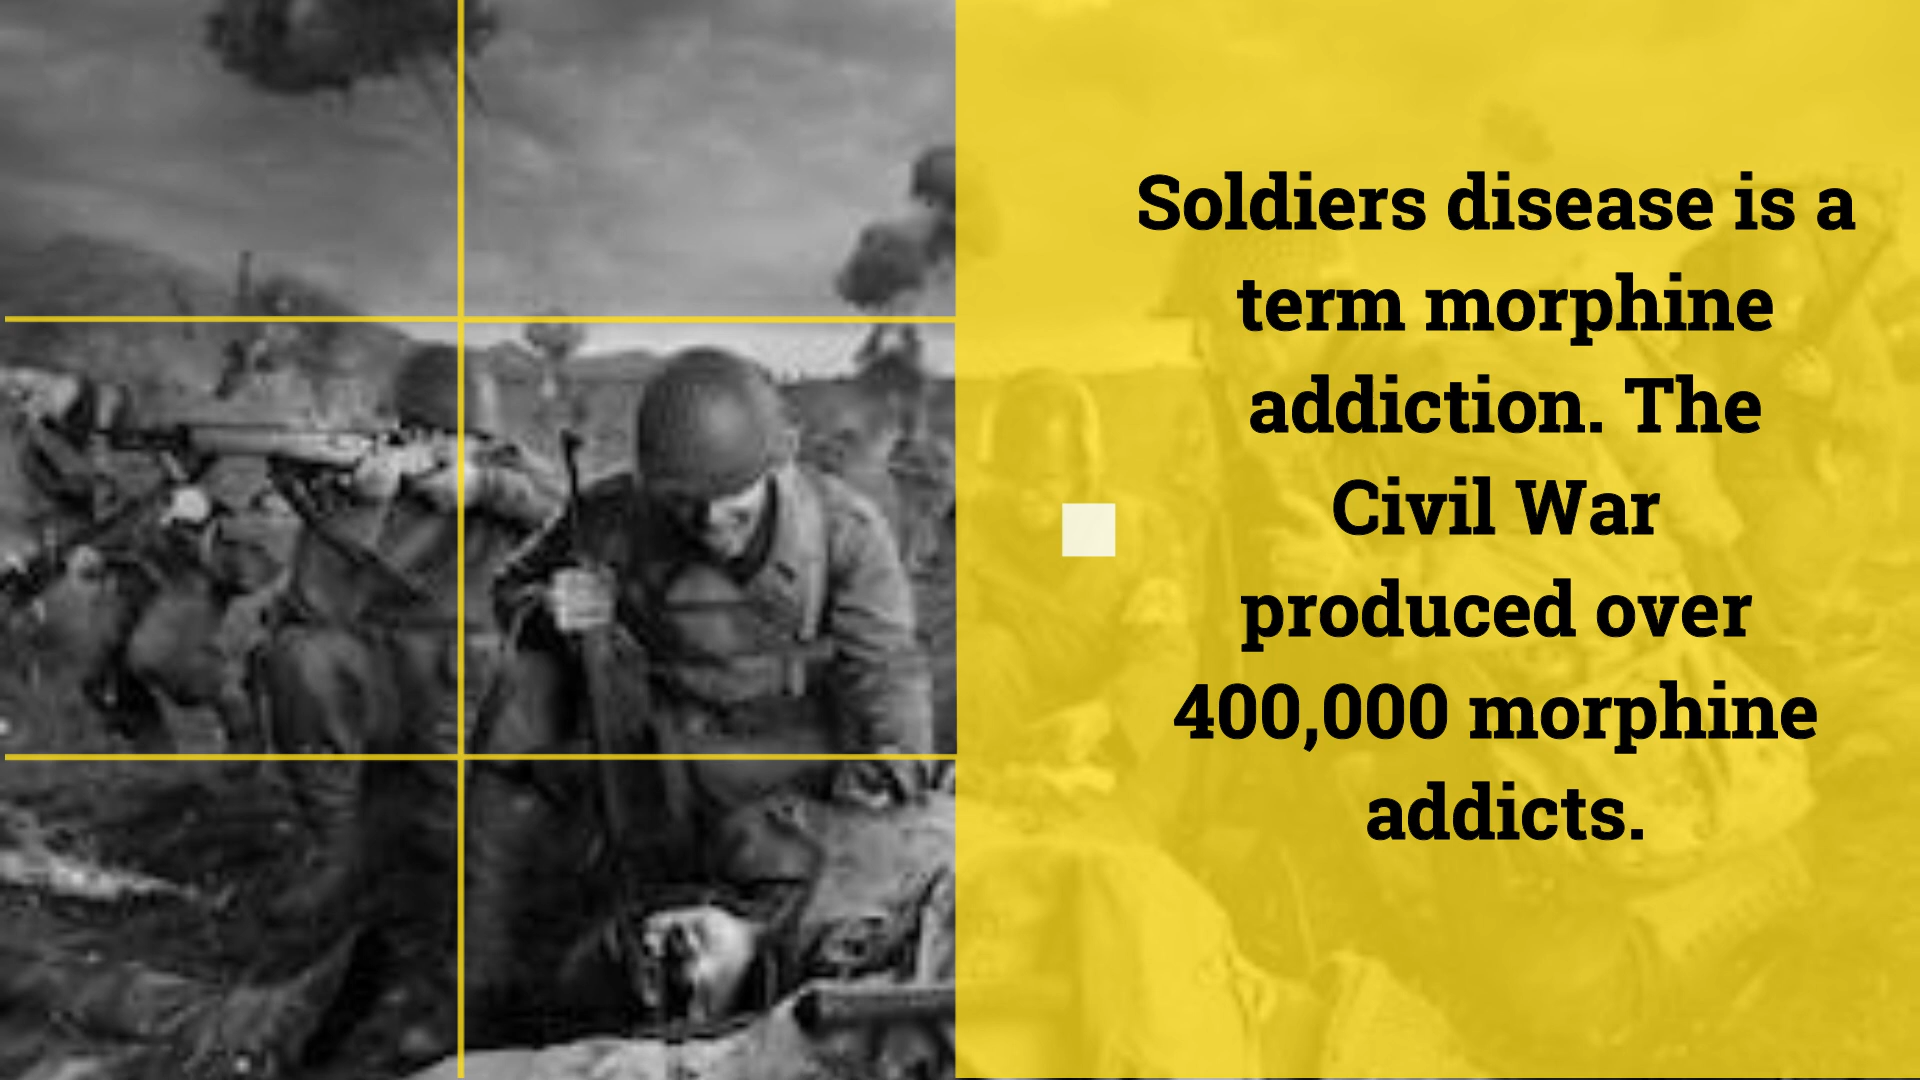 Soldiers disease is a
term morphine
addiction. The
Civil War
produced over
400,000 morphine
addicts.